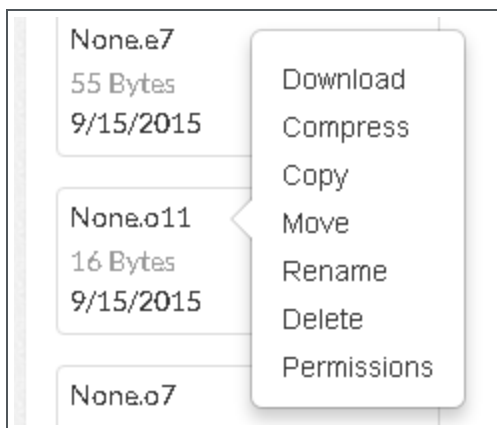 None.e7
55 Bytes
9/15/2015
None.o11
16 Bytes
9/15/2015
None.o7
Download
Compress
Copy
Move
Rename
Delete
Permissions